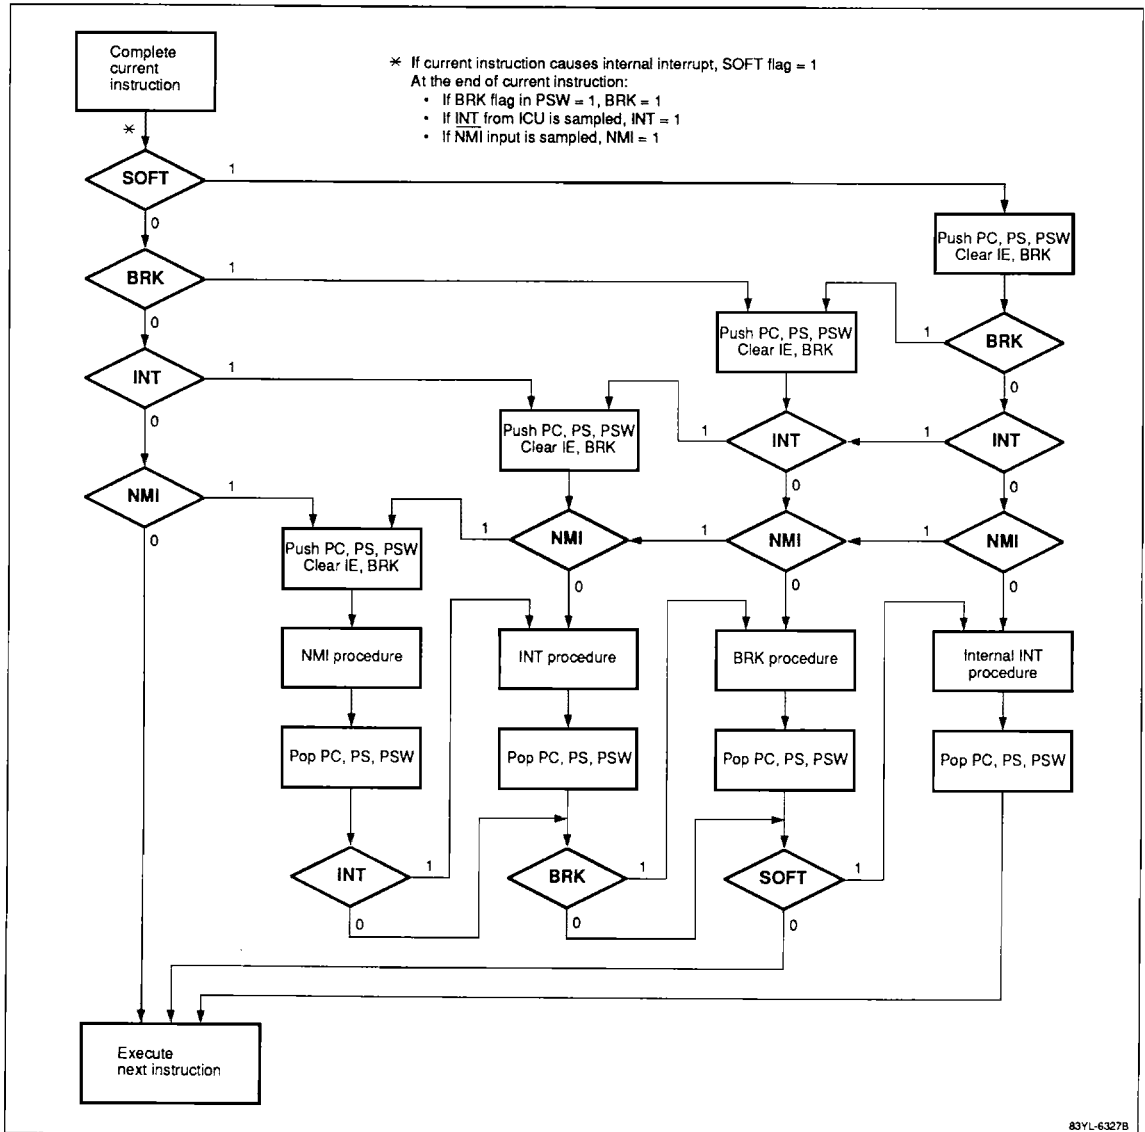 Complete
current
instruction
* If current instruction causes internal interrupt, SOFT flag = 1
At the end of current instruction:
• If BRK flag in PSW = 1, BRK = 1
• If INT from ICU is sampled, INT = 1
• If NMI input is sampled, NMI = 1
*
SOFT
1
0
Push PC, PS, PSW
Clear IE, BRK
BRK
1
0
Push PC, PS, PSW
Clear IE, BRK
1
BRK
0
INT
1
0
Push PC, PS, PSW
Clear IE, BRK
1
INT
0
1
INT
0
NMI
1
0
Push PC, PS, PSW
Clear IE, BRK
1
NMI
0
1
NMI
0
1
NMI
0
NMI procedure
INT procedure
BRK procedure
Internal INT
procedure
Pop PC, PS, PSW
Pop PC, PS, PSW
Pop PC, PS, PSW
Pop PC, PS, PSW
INT
1
0
BRK
1
0
SOFT
1
0
Execute
next instruction
83YL-6327B